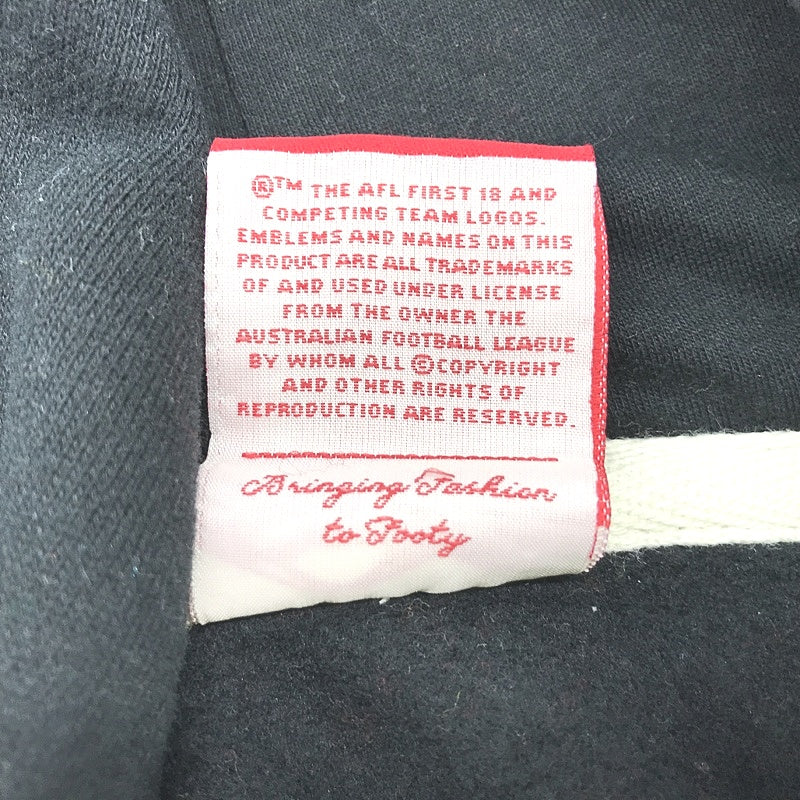 ®™ THE AFL FIRST 18 AND
COMPETING TEAM LOGOS.
EMBLEMS AND NAMES ON THIS
PRODUCT ARE ALL TRADEMARKS
OF AND USED UNDER LICENSE
FROM THE OWNER THE
AUSTRALIAN FOOTBALL LEAGUE
BY WHOM ALL ©COPYRIGHT
AND OTHER RIGHTS OF
REPRODUCTION ARE RESERVED.
Bringing Fashion
to Footy